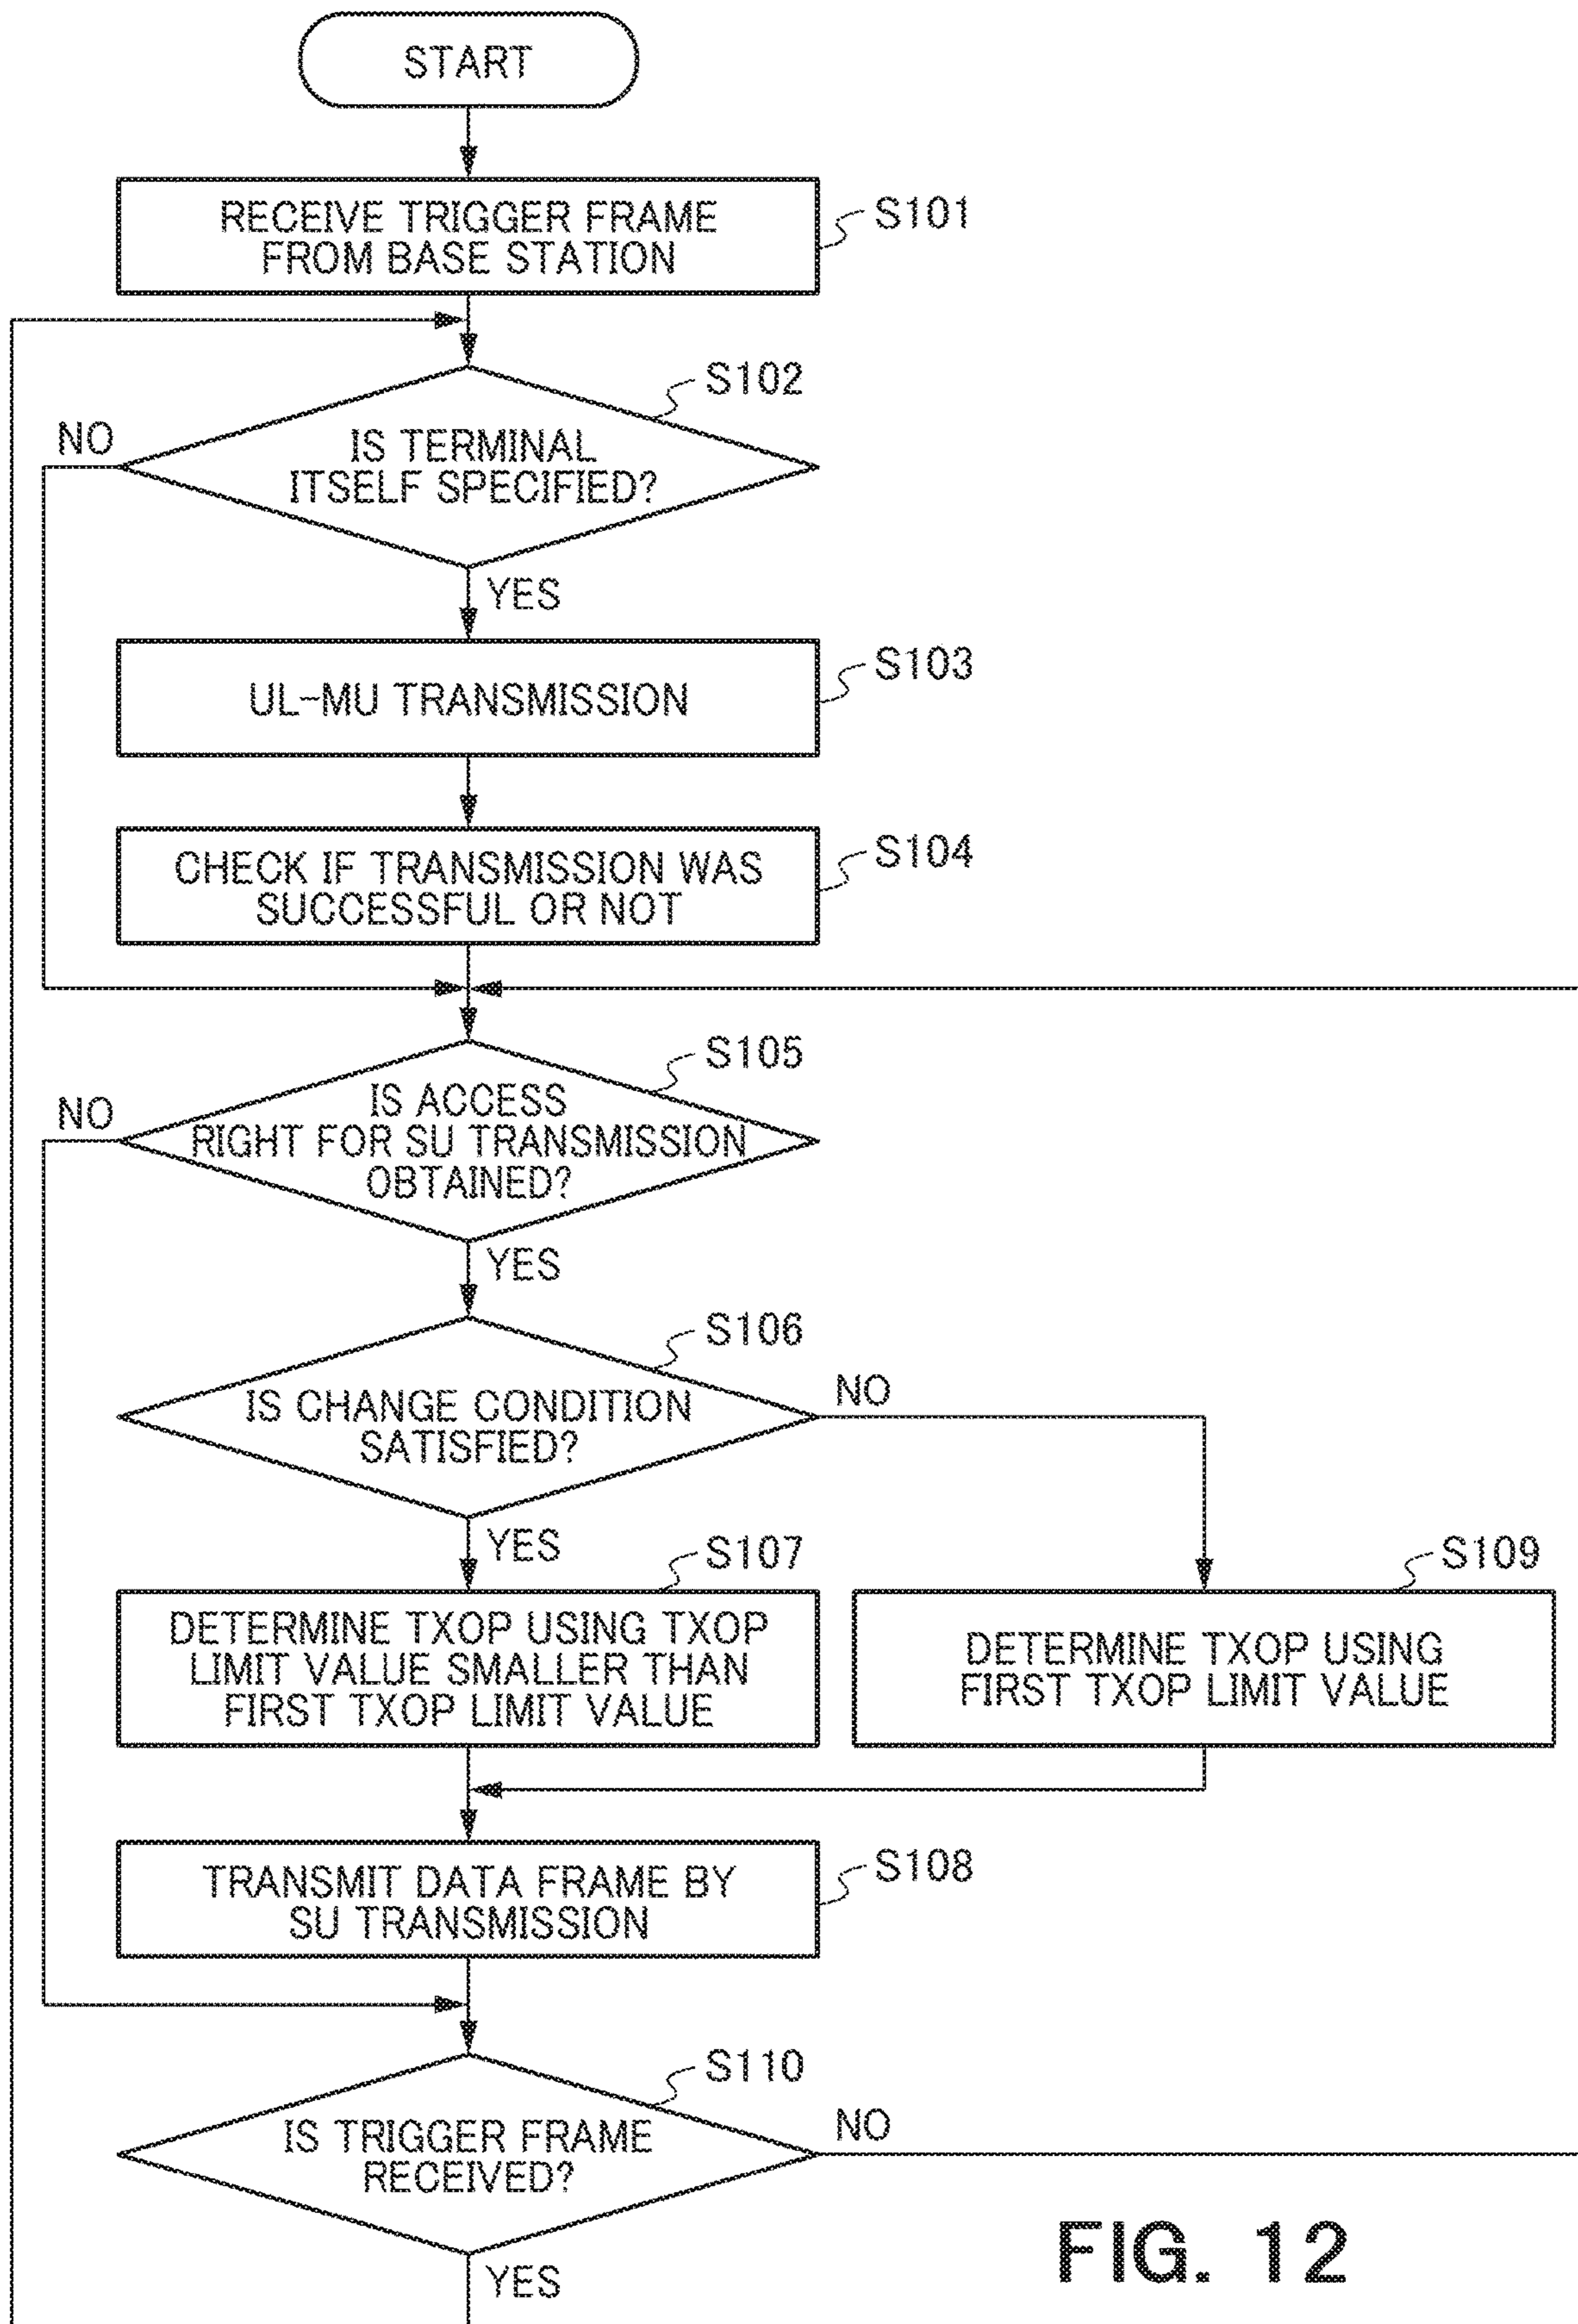 START
RECEIVE TRIGGER FRAME
FROM BASE STATION
S101
S102
NO
IS TERMINAL
ITSELF SPECIFIED?
YES
UL-MU TRANSMISSION
S103
CHECK IF TRANSMISSION WAS
SUCCESSFUL OR NOT
S104
S105
NO
IS ACCESS
RIGHT FOR SU TRANSMISSION
OBTAINED?
YES
S106
NO
IS CHANGE CONDITION
SATISFIED?
YES
S107
S109
DETERMINE TXOP USING TXOP
LIMIT VALUE SMALLER THAN
FIRST TXOP LIMIT VALUE
DETERMINE TXOP USING
FIRST TXOP LIMIT VALUE
TRANSMIT DATA FRAME BY
SU TRANSMISSION
S108
S110
IS TRIGGER FRAME
RECEIVED?
NO
YES
FIG. 12